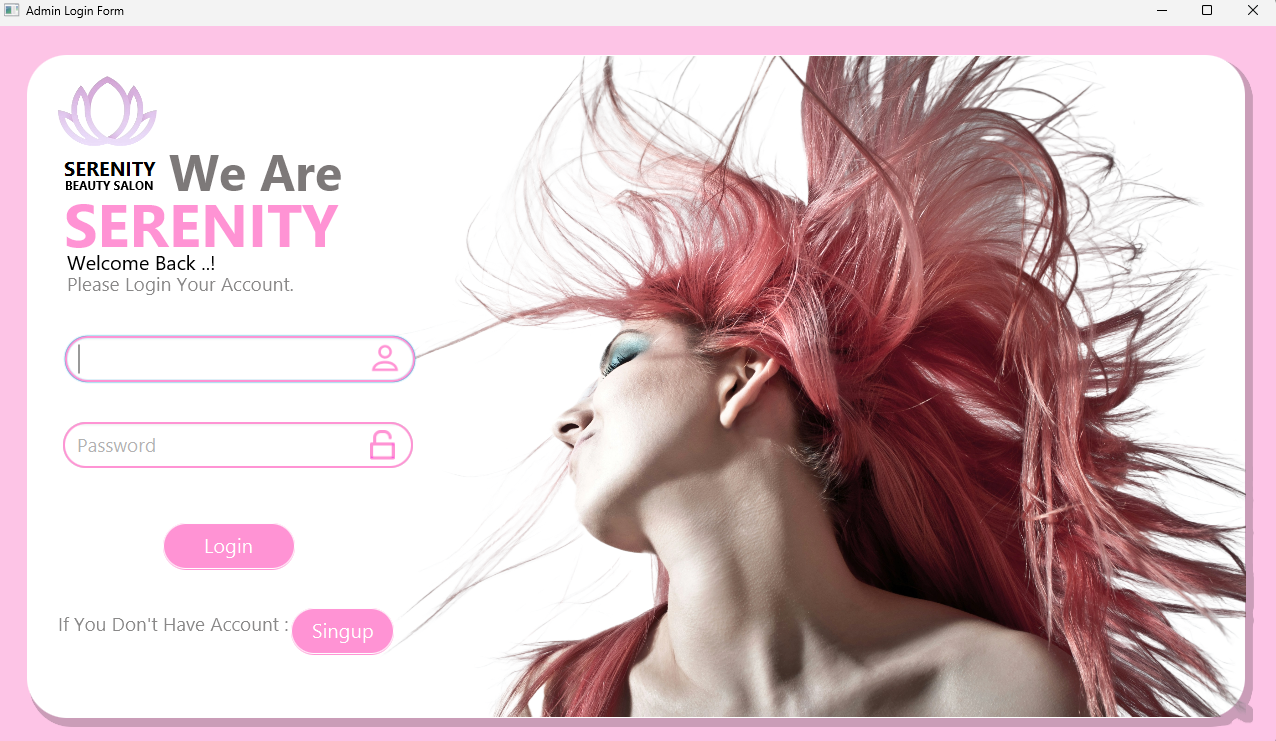 Admin Login Form
SERENITY
BEAUTY SALON
We Are
SERENITY
Welcome Back ..!
Please Login Your Account.
Password
Login
If You Don't Have Account :
Singup